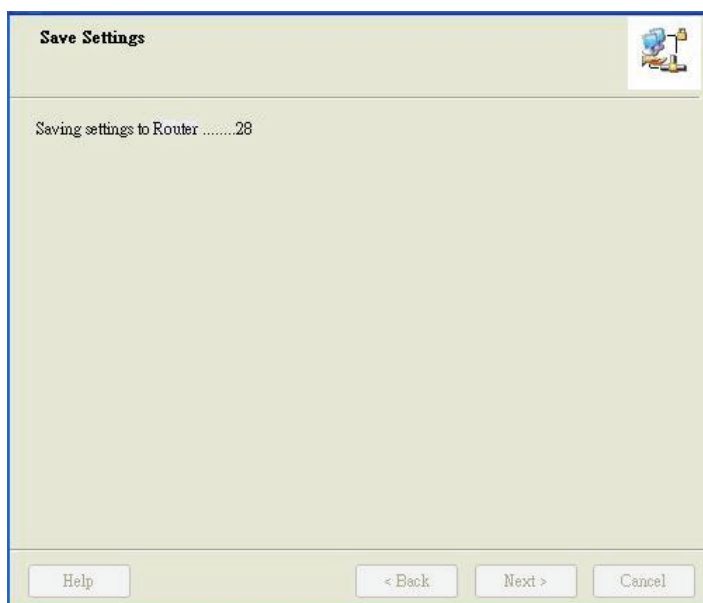 Save Settings
Saving settings to Router ........28
Help
< Back
Next >
Cancel